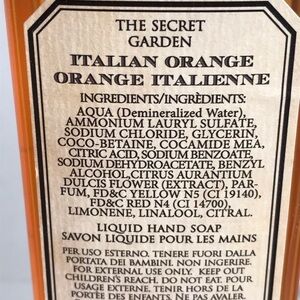 THE SECRET
GARDEN
ITALIAN ORANGE
ORANGE ITALIENNE
INGREDIENTS/INGRÈDIENTS:
AQUA (Demineralized Water),
AMMONIUM LAURYL SULFATE,
SODIUM CHLORIDE, GLYCERIN,
COCO-BETAINE, COCAMIDE MEA,
CITRIC ACID, SODIUM BENZOATE,
SODIUM DEHYDROACETATE, BENZYL
ALCOHOL,CITRUS AURANTIUM
DULCIS FLOWER (EXTRACT), PAR-
FUM, FD&C YELLOW N5 (CI 19140),
FD&C RED N4 (CI 14700),
LIMONENE, LINALOOL, CITRAL.
LIQUID HAND SOAP
SAVON LIQUIDE POUR LES MAINS
PER USO ESTERNO. TENERE FUORI DALLA
PORTATA DEI BAMBINI. NON INGERIRE.
FOR EXTERNAL USE ONLY. KEEP OUT
CHILDREN'S REACH. DO NOT EAT. POUR
USAGE EXTERNE. TENIR HORS DE LA
PORTÉE DES ENFANTS. NE PAS AVALER.